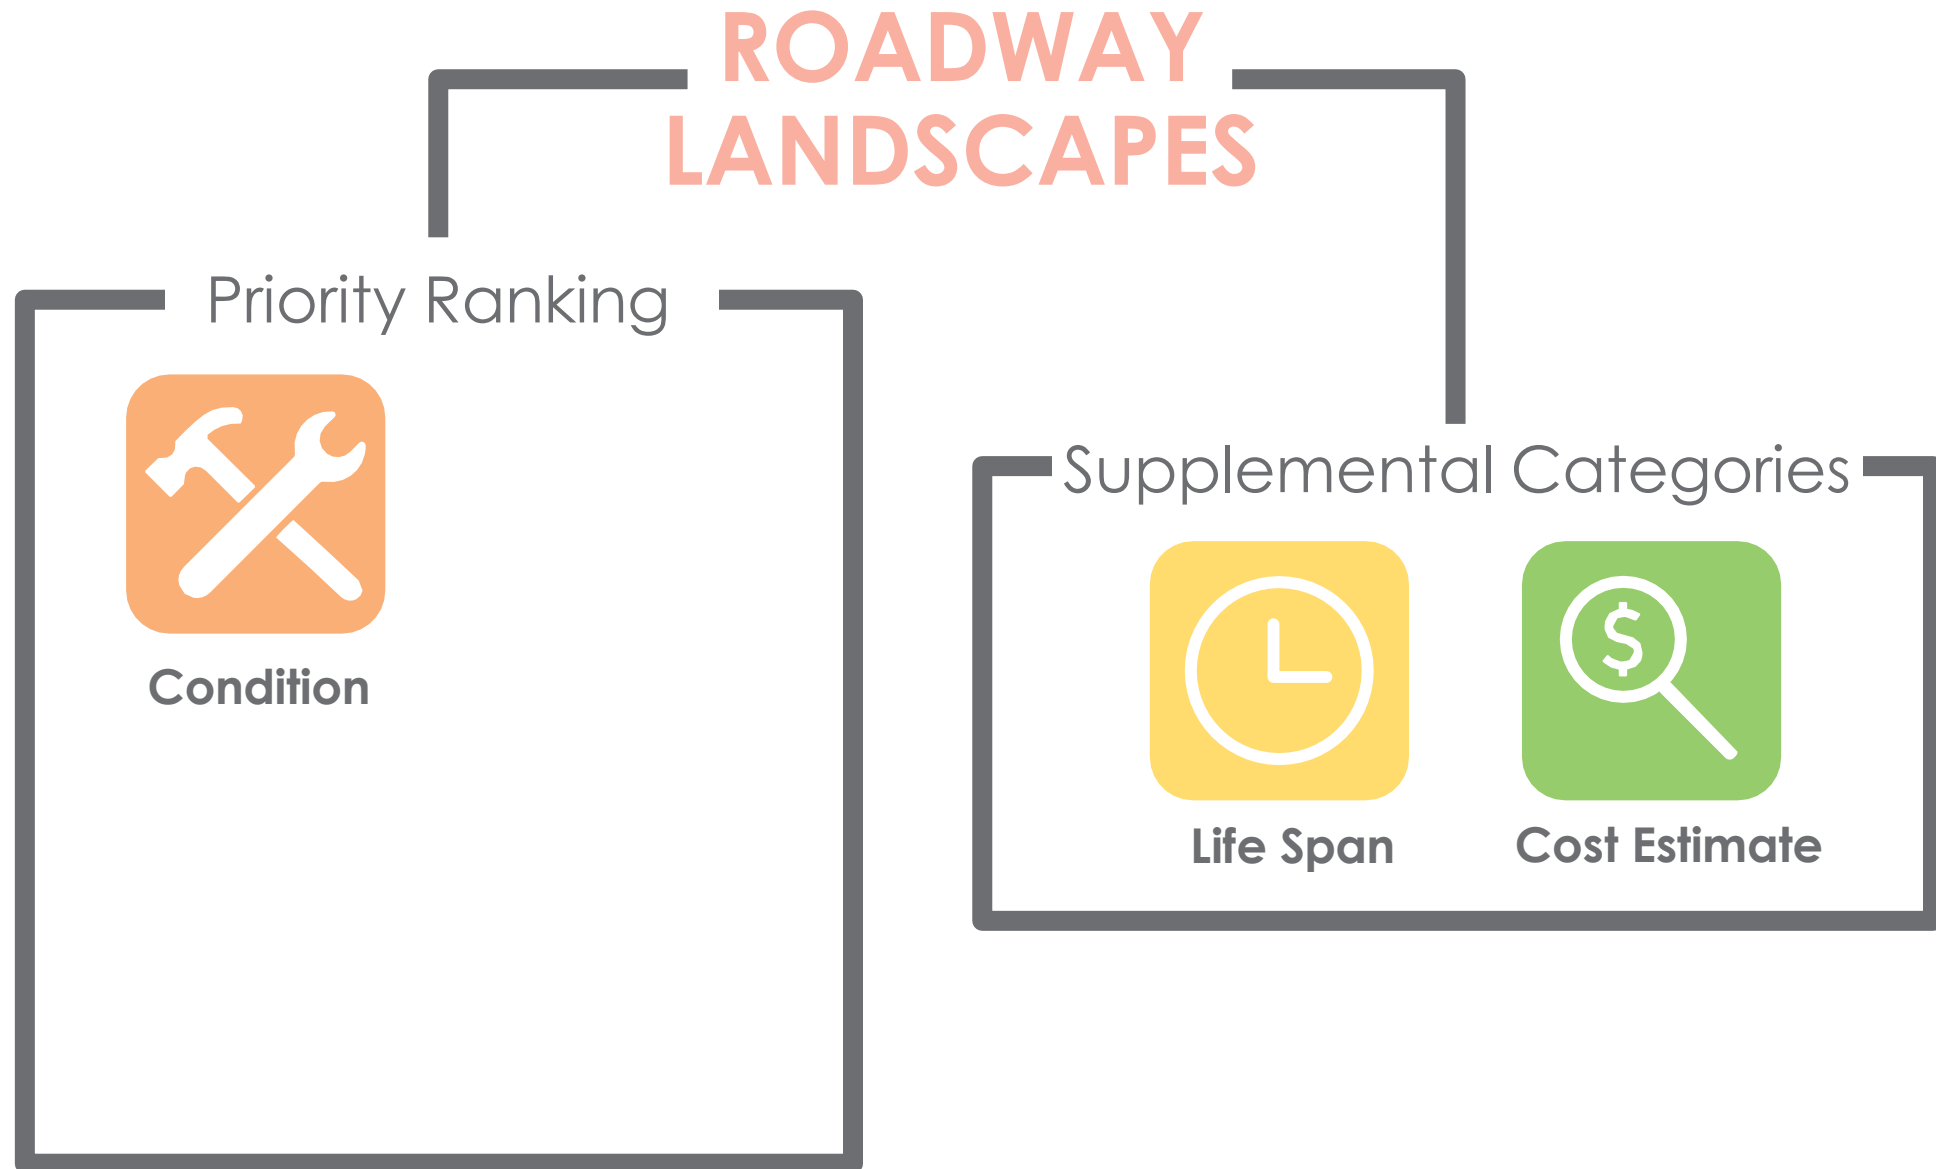 ROADWAY
LANDSCAPES
Priority Ranking
Condition
Supplemental Categories
$
Life Span
Cost Estimate